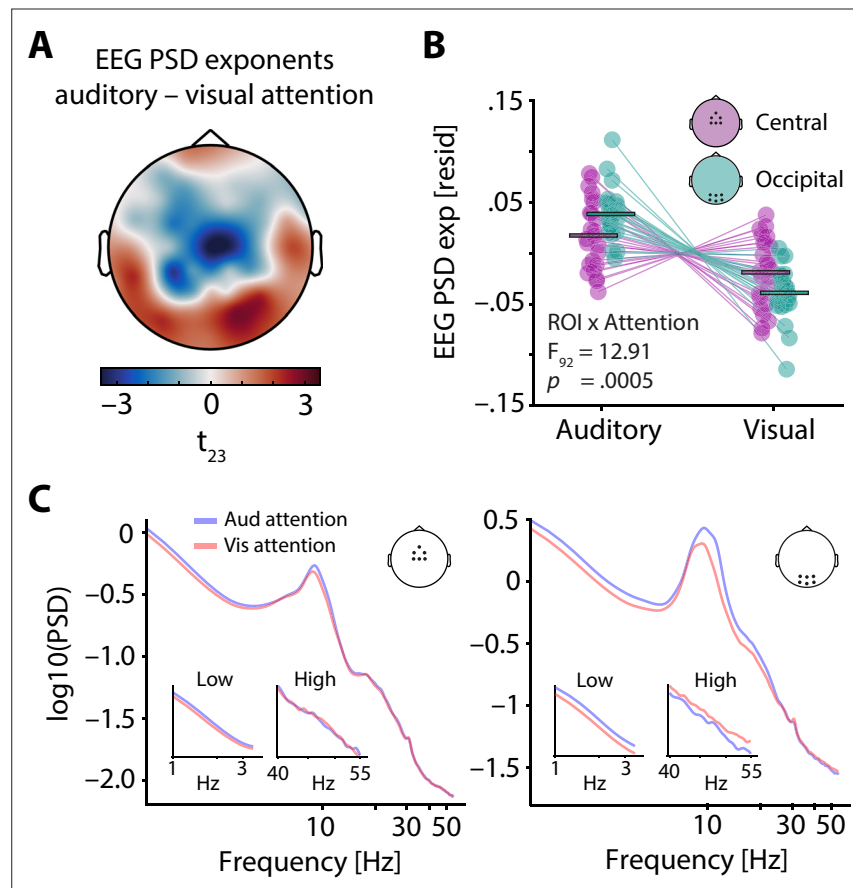 A
EEG PSD exponents
auditory – visual attention
−3 0 3
t23
B
EEG PSD exp [resid]
.15
.05
−.05
−.15
Central
Occipital
ROI x Attention
F92 = 12.91
p = .0005
Auditory Visual
C
log10(PSD)
0
−0.5
−1.0
−1.5
−2.0
Aud attention
Vis attention
Low
1 3
Hz
High
40 55
Hz
10 30 50
Frequency [Hz]
0.5
0
−0.5
−1
−1.5
Low
1 3
Hz
High
40 55
Hz
10 30 50
Frequency [Hz]